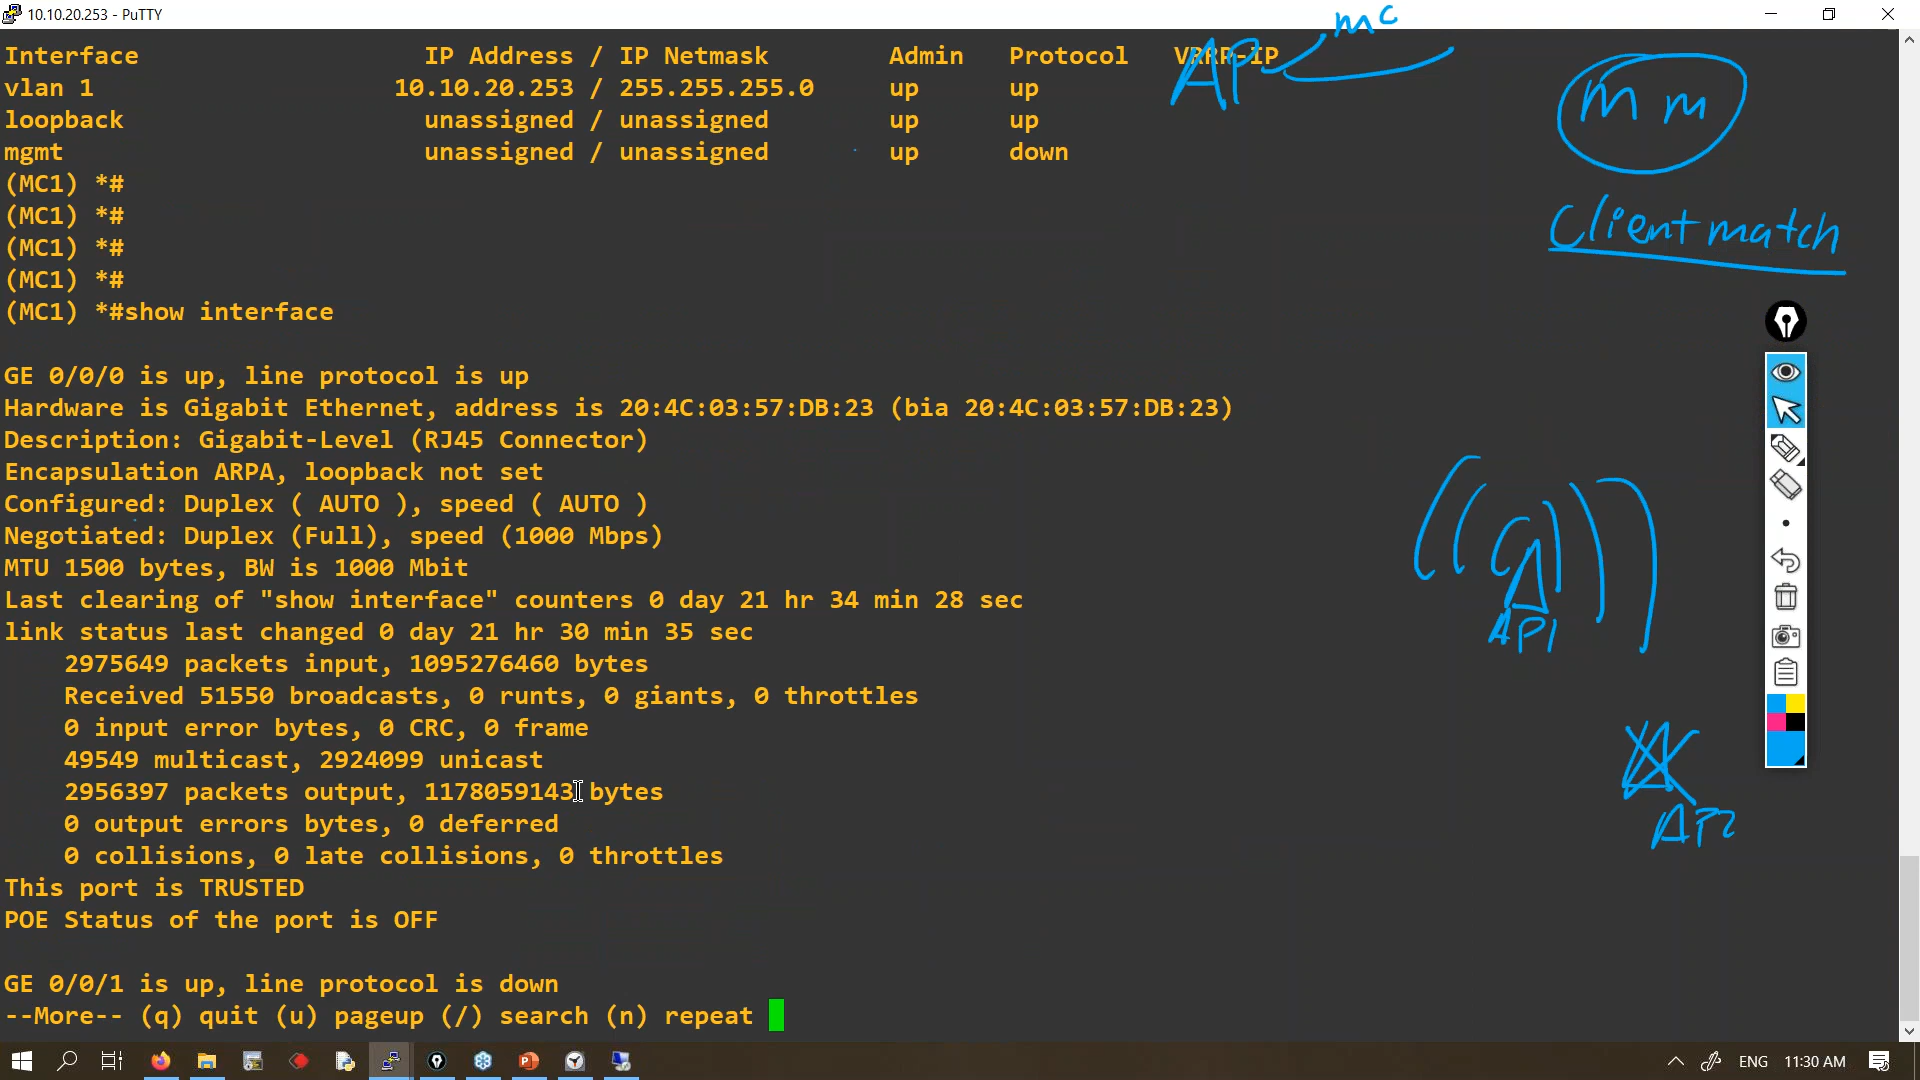 10.10.20.253 - PuTTY
mc
Interface IP Address / IP Netmask Admin Protocol VRRP-IP
AP
vlan 1 10.10.20.253 / 255.255.255.0 up up
mm
loopback unassigned / unassigned up up
mgmt unassigned / unassigned up down
(MC1) *#
(MC1) *#
Clientmatch
(MC1) *#
(MC1) *#
(MC1) *#show interface
GE 0/0/0 is up, line protocol is up
Hardware is Gigabit Ethernet, address is 20:4C:03:57:DB:23 (bia 20:4C:03:57:DB:23)
Description: Gigabit-Level (RJ45 Connector)
Encapsulation ARPA, loopback not set
Configured: Duplex ( AUTO ), speed ( AUTO )
Negotiated: Duplex (Full), speed (1000 Mbps)
MTU 1500 bytes, BW is 1000 Mbit
Last clearing of "show interface" counters 0 day 21 hr 34 min 28 sec
link status last changed 0 day 21 hr 30 min 35 sec
AP1
2975649 packets input, 1095276460 bytes
Received 51550 broadcasts, 0 runts, 0 giants, 0 throttles
0 input error bytes, 0 CRC, 0 frame
49549 multicast, 2924099 unicast
2956397 packets output, 1178059143 bytes
0 output errors bytes, 0 deferred
AP2
0 collisions, 0 late collisions, 0 throttles
This port is TRUSTED
POE Status of the port is OFF
GE 0/0/1 is up, line protocol is down
--More-- (q) quit (u) pageup (/) search (n) repeat
ENG 11:30 AM